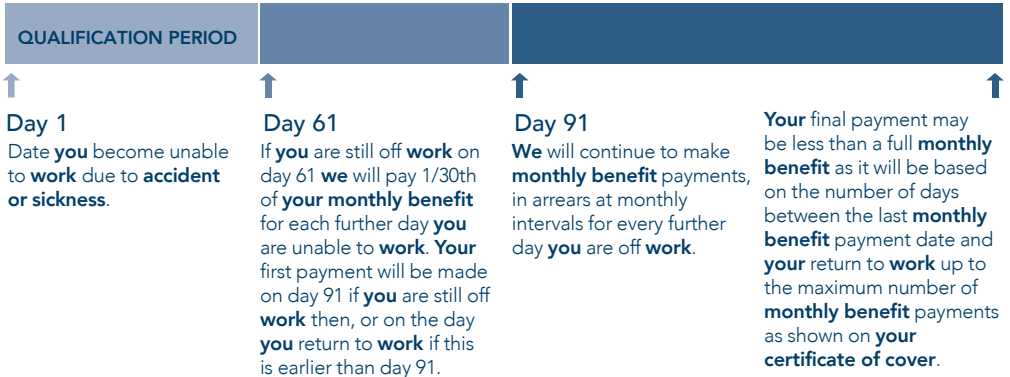 QUALIFICATION PERIOD
Day 1
Date you become unable
to work due to accident
or sickness.
Day 61
If you are still off work on
day 61 we will pay 1/30th
of your monthly benefit
for each further day you
are unable to work. Your
first payment will be made
on day 91 if you are still off
work then, or on the day
you return to work if this
is earlier than day 91.
Day 91
We will continue to make
monthly benefit payments,
in arrears at monthly
intervals for every further
day you are off work.
Your final payment may
be less than a full monthly
benefit as it will be based
on the number of days
between the last monthly
benefit payment date and
your return to work up to
the maximum number of
monthly benefit payments
as shown on your
certificate of cover.